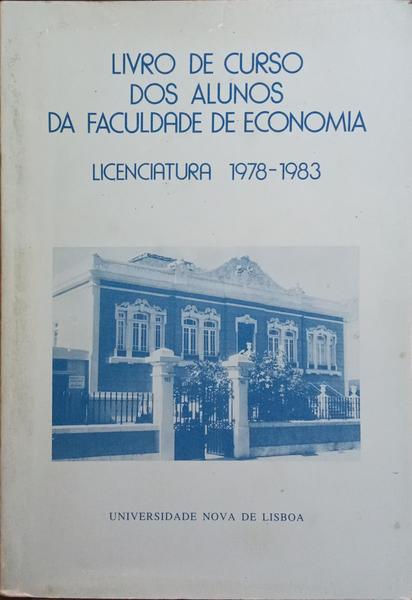 LIVRO DE CURSO
DOS ALUNOS
DA FACULDADE DE ECONOMIA
LICENCIATURA 1978-1983
UNIVERSIDADE NOVA DE LISBOA